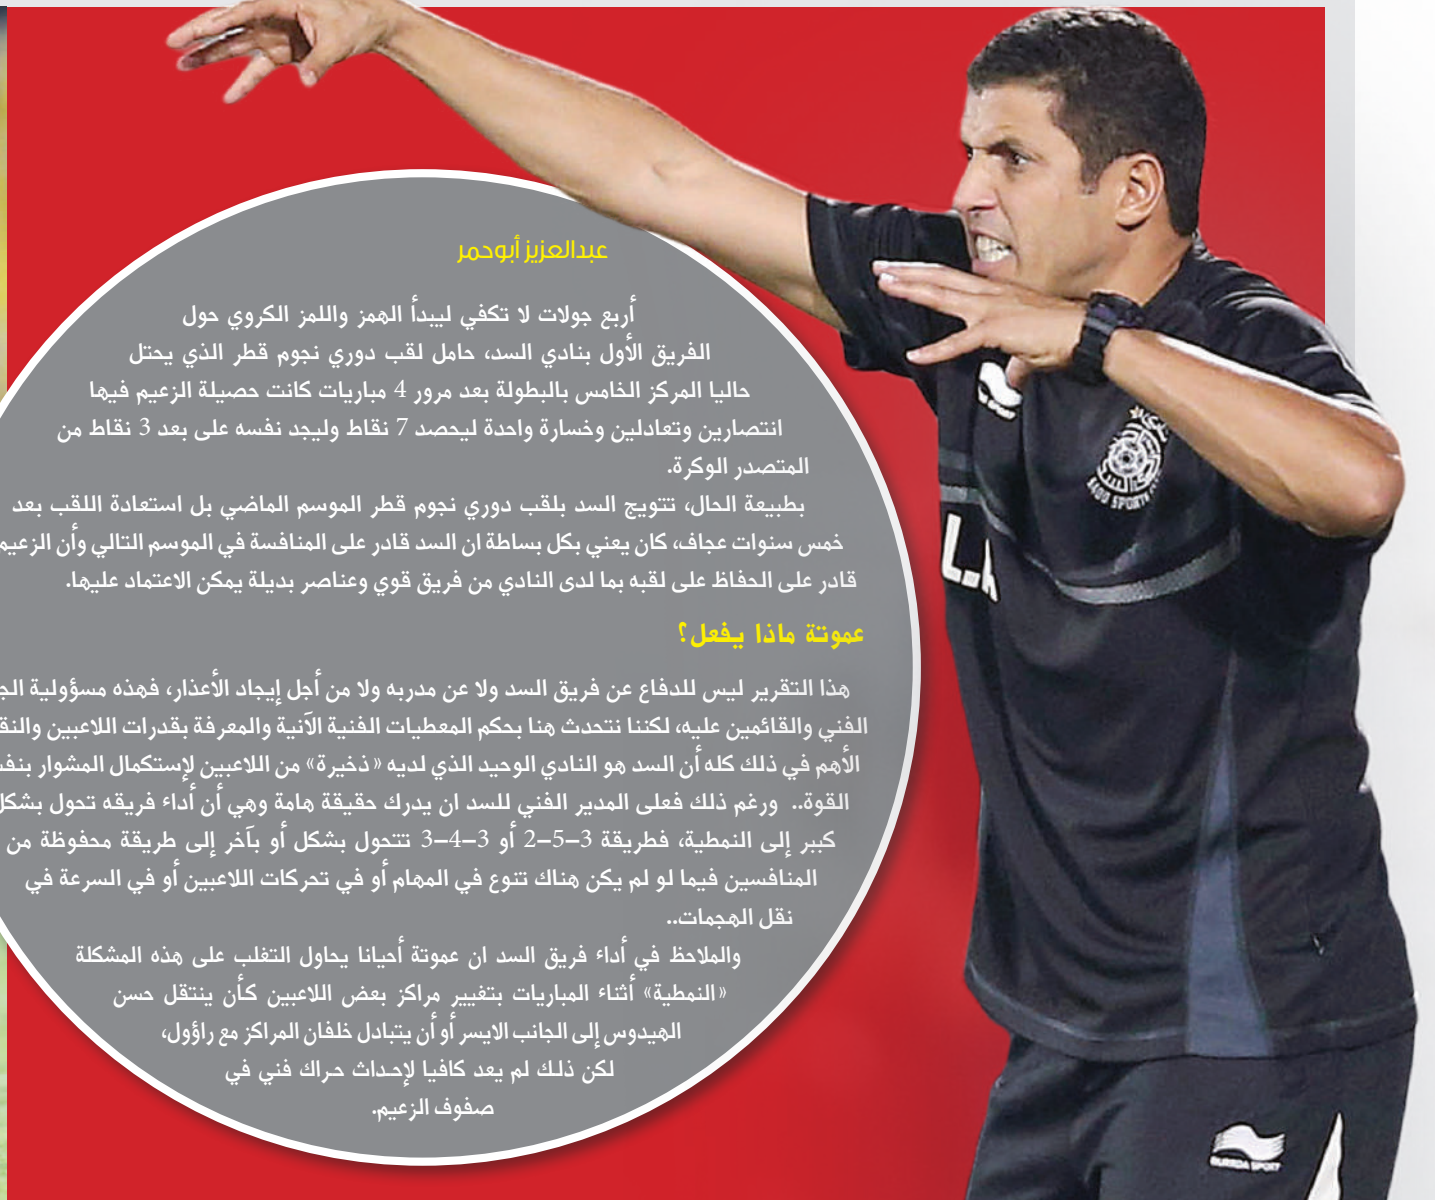 عبدالعزيز أبوحمر
أربع جولات لا تكفي ليبدأ الهمز واللمز الكروي حول
الفريق الأول بنادي السد، حامل لقب دوري نجوم قطر الذي يحتل
حاليا المركز الخامس بالبطولة بعد مرور 4 مباريات كانت حصيلة الزعيم فيها
انتصارين وتعادلين وخسارة واحدة ليحصد 7 نقاط وليجد نفسه على بعد 3 نقاط من
المتصدر الوكرة.
بطبيعة الحال، تتويج السد بلقب دوري نجوم قطر الموسم الماضي بل استعادة اللقب بعد
خمس سنوات عجاف، كان يعني بكل بساطة ان السد قادر على المنافسة في الموسم التالي وأن الزعيم
قادر على الحفاظ على لقبه بما لدى النادي من فريق قوي وعناصر بديلة يمكن الاعتماد عليها.
عموتة ماذا يفعل؟
هذا التقرير ليس للدفاع عن فريق السد ولا عن مدربه ولا من أجل إيجاد الأعذار، فهذه مسؤولية
الفني والقائمين عليه، لكننا نتحدث هنا بحكم المعطيات الفنية الآنية والمعرفة بقدرات اللاعبين
الأهم في ذلك كله أن السد هو النادي الوحيد الذي لديه «ذخيرة» من اللاعبين لإستكمال المشوار
القوة.. ورغم ذلك فعلى المدير الفني للسد ان يدرك حقيقة هامة وهي أن أداء فريقه تحول بشكل
كببر إلى النمطية، فطريقة 3–5–2 أو 3–4–3 تتحول بشكل أو بآخر إلى طريقة محفوظة من
المنافسين فيما لو لم يكن هناك تنوع في المهام أو في تحركات اللاعبين أو في السرعة في
نقل الهجمات..
والملاحظ في أداء فريق السد ان عموتة أحيانا يحاول التغلب على هذه المشكلة
«النمطية» أثناء المباريات بتغيير مراكز بعض اللاعبين كأن ينتقل حسن
الهيدوس إلى الجانب الايسر أو أن يتبادل خلفان المراكز مع راؤول،
لكن ذلك لم يعد كافيا لإحداث حراك فني في
صفوف الزعيم.
السد
SADD SPORTS
BURRDA SPORT